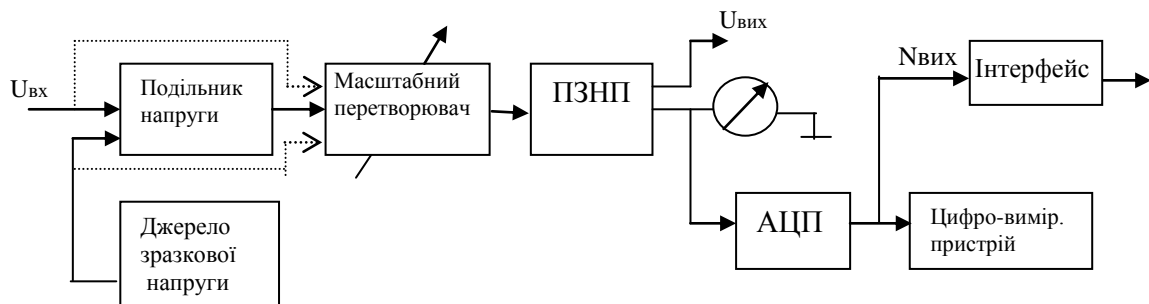 Uвих
Uвх
Подільник
напруги
Масштабний
перетворювач
ПЗНП
Nвих
Інтерфейс
Джерело
зразкової
напруги
АЦП
Цифро-вимір.
пристрій